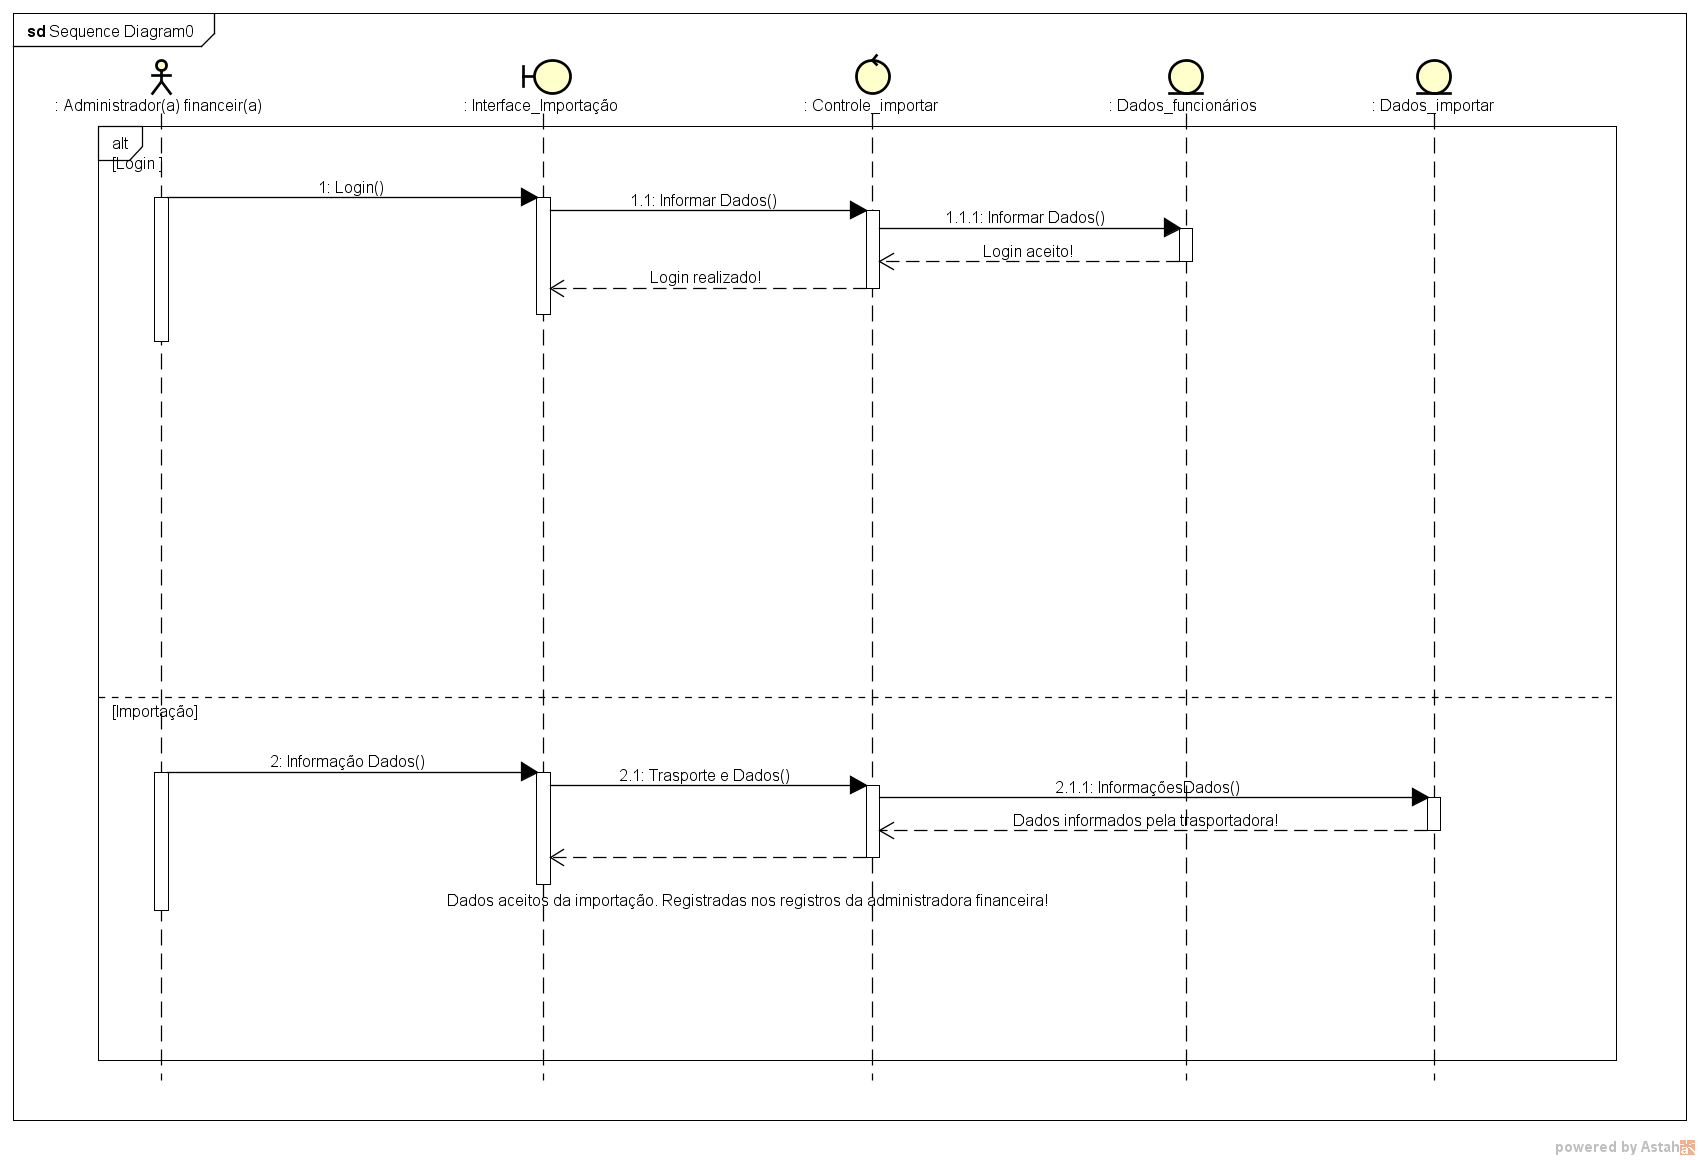 sd Sequence Diagram0
: Administrador(a) financeir(a)
: Interface_Importação
: Controle_importar
: Dados_funcionários
: Dados_importar
alt
[Login ]
1: Login()
1.1: Informar Dados()
1.1.1: Informar Dados()
Login aceito!
Login realizado!
[Importação]
2: Informação Dados()
2.1: Trasporte e Dados()
2.1.1: InformaçõesDados()
Dados informados pela trasportadora!
Dados aceitos da importação. Registradas nos registros da administradora financeira!
powered by Astah